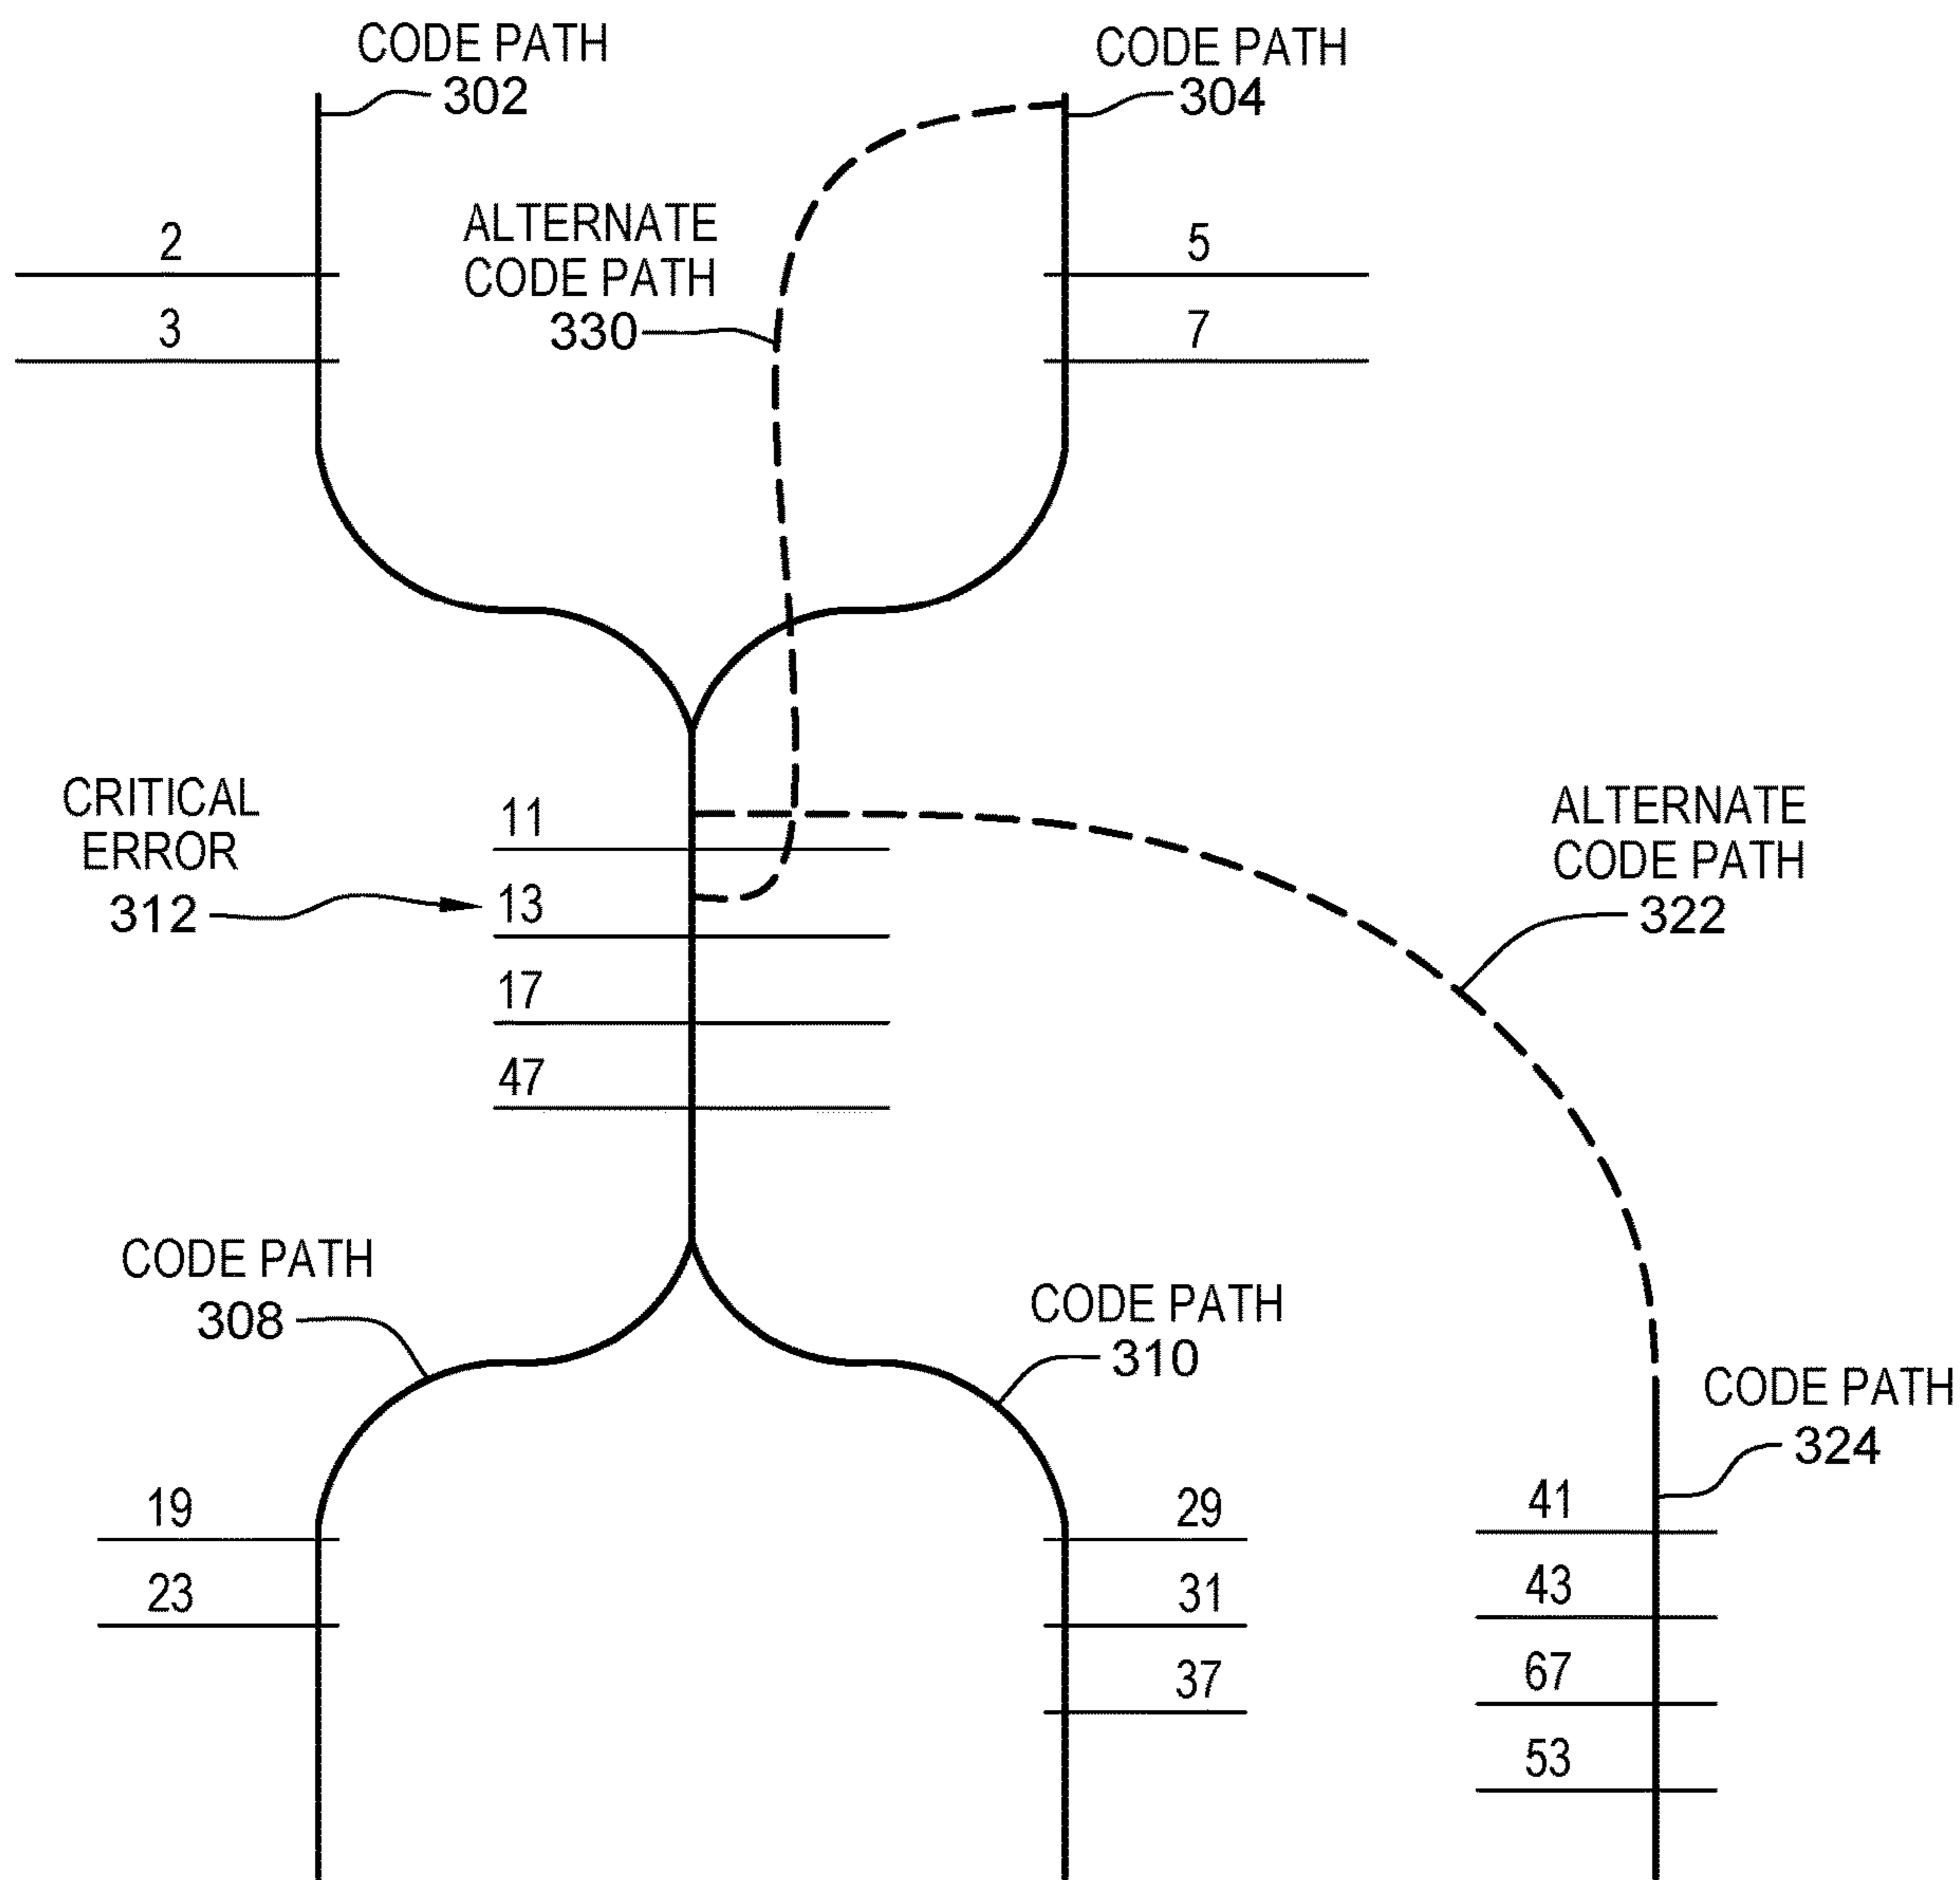 CODE PATH
302
CODE PATH
304
2
3
ALTERNATE
CODE PATH
330
5
7
CRITICAL
ERROR
312
11
13
17
47
ALTERNATE
CODE PATH
322
CODE PATH
308
CODE PATH
310
CODE PATH
324
19
23
29
31
37
41
43
67
53